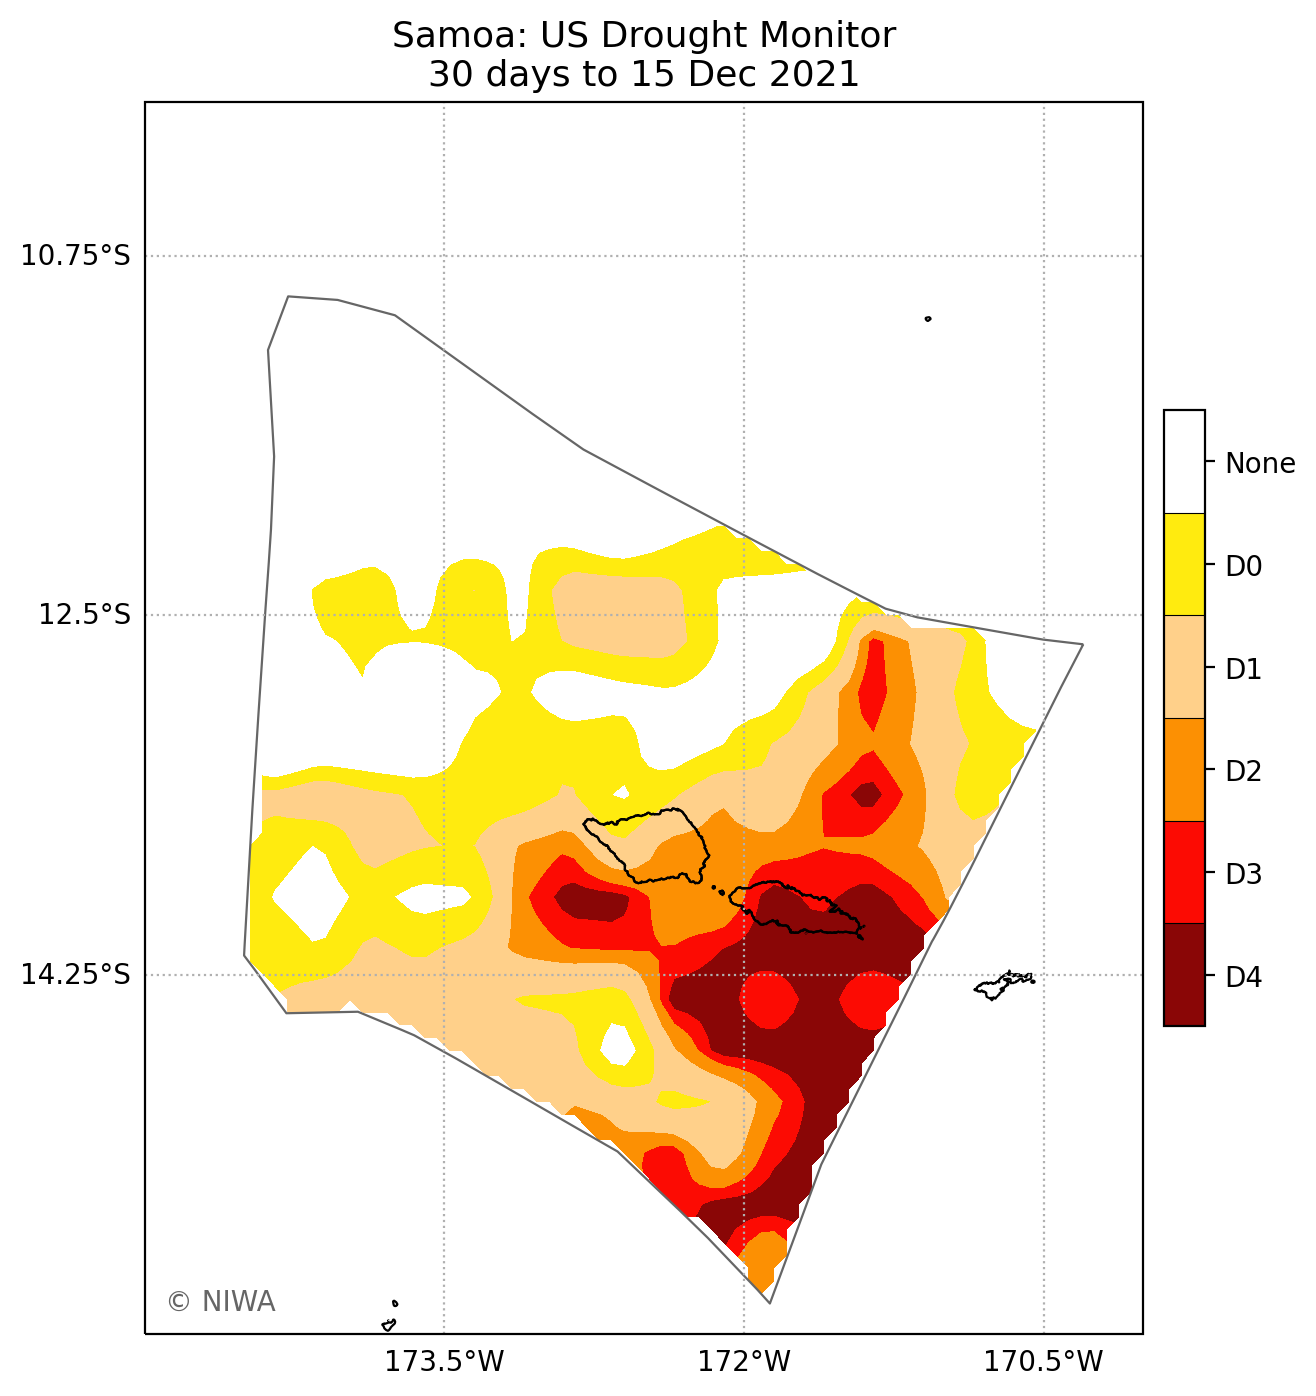 Samoa: US Drought Monitor
30 days to 15 Dec 2021
10.75°S
12.5°S
14.25°S
173.5°W
172°W
170.5°W
None
D0
D1
D2
D3
D4
© NIWA